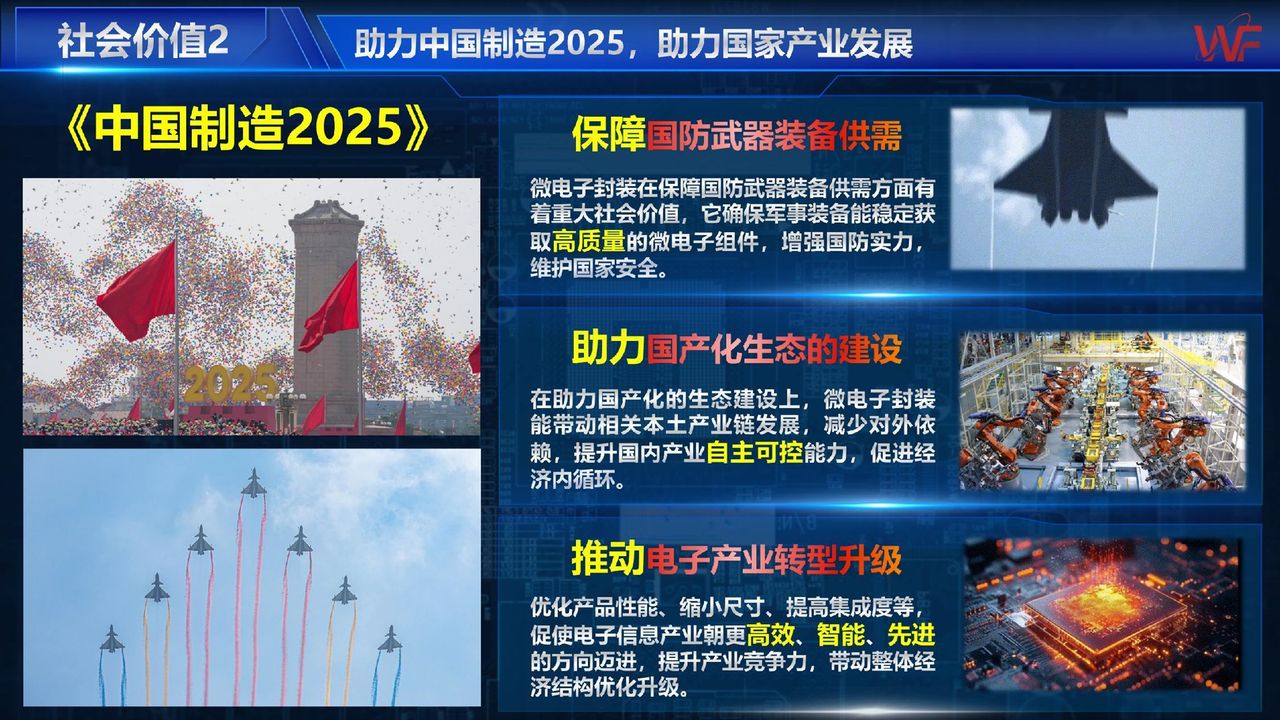 社会价值2
助力中国制造2025，助力国家产业发展
WF
《中国制造2025》
2025
保障国防武器装备供需
微电子封装在保障国防武器装备供需方面有
着重大社会价值，它确保军事装备能稳定获
取高质量的微电子组件，增强国防实力，
维护国家安全。
助力国产化生态的建设
在助力国产化的生态建设上，微电子封装
能带动相关本土产业链发展，减少对外依
赖，提升国内产业自主可控能力，促进经
济内循环。
推动电子产业转型升级
优化产品性能、缩小尺寸、提高集成度等，
促使电子信息产业朝更高效、智能、先进
的方向迈进，提升产业竞争力，带动整体经
济结构优化升级。